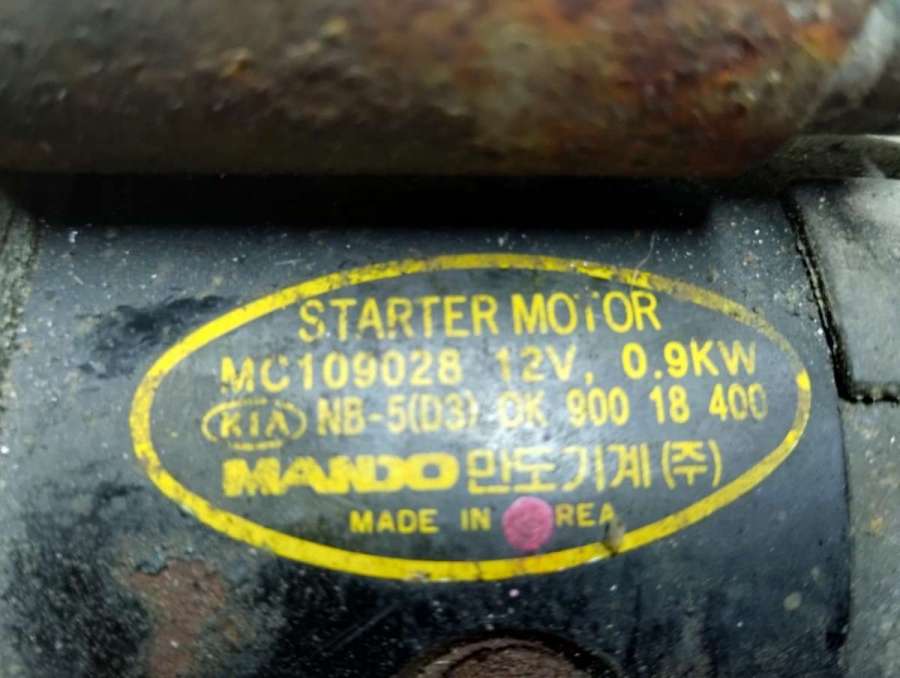 STARTER MOTOR
MC109028 12V, 0.9KW
KIA NB-5(D3) OK 900 18 400
MANDO 만도기계(주)
MADE IN REA